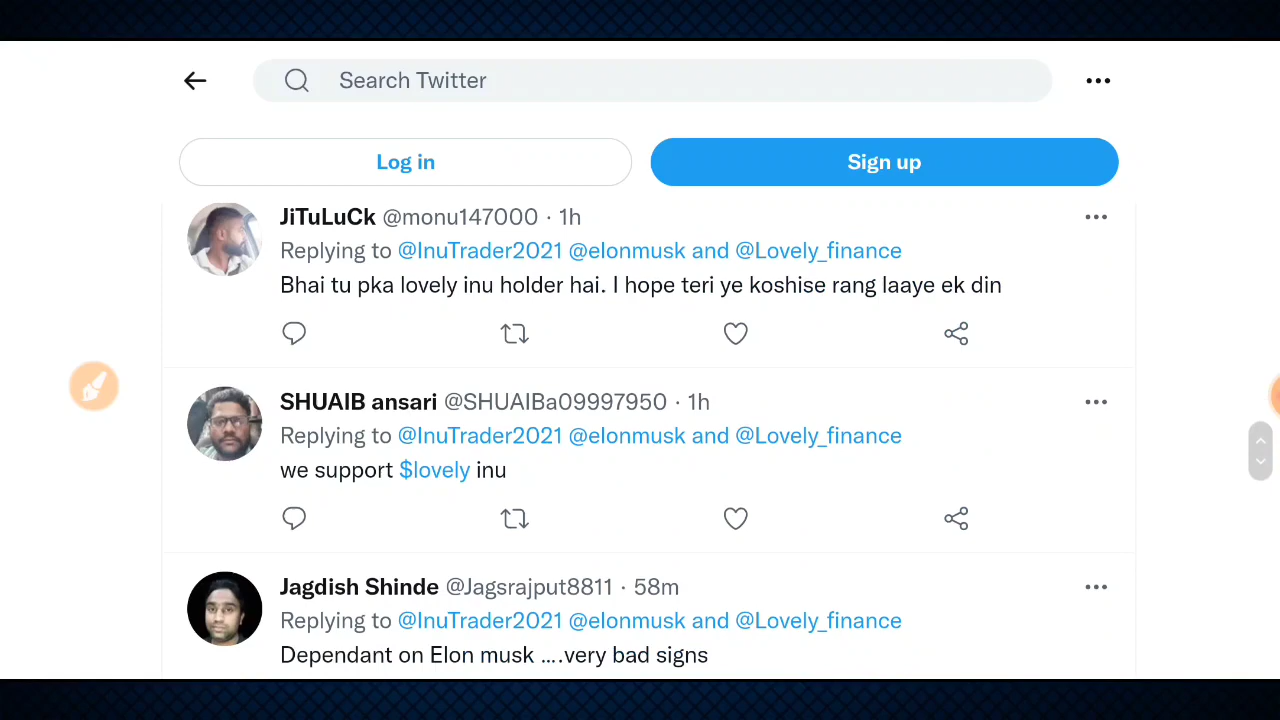 Search Twitter
Log in
Sign up
JiTuLuCk @monu147000 · 1h
Replying to @InuTrader2021 @elonmusk and @Lovely_finance
Bhai tu pka lovely inu holder hai. I hope teri ye koshise rang laaye ek din
SHUAIB ansari @SHUAIBa09997950 · 1h
Replying to @InuTrader2021 @elonmusk and @Lovely_finance
we support $lovely inu
Jagdish Shinde @Jagsrajput8811 · 58m
Replying to @InuTrader2021 @elonmusk and @Lovely_finance
Dependant on Elon musk ....very bad signs